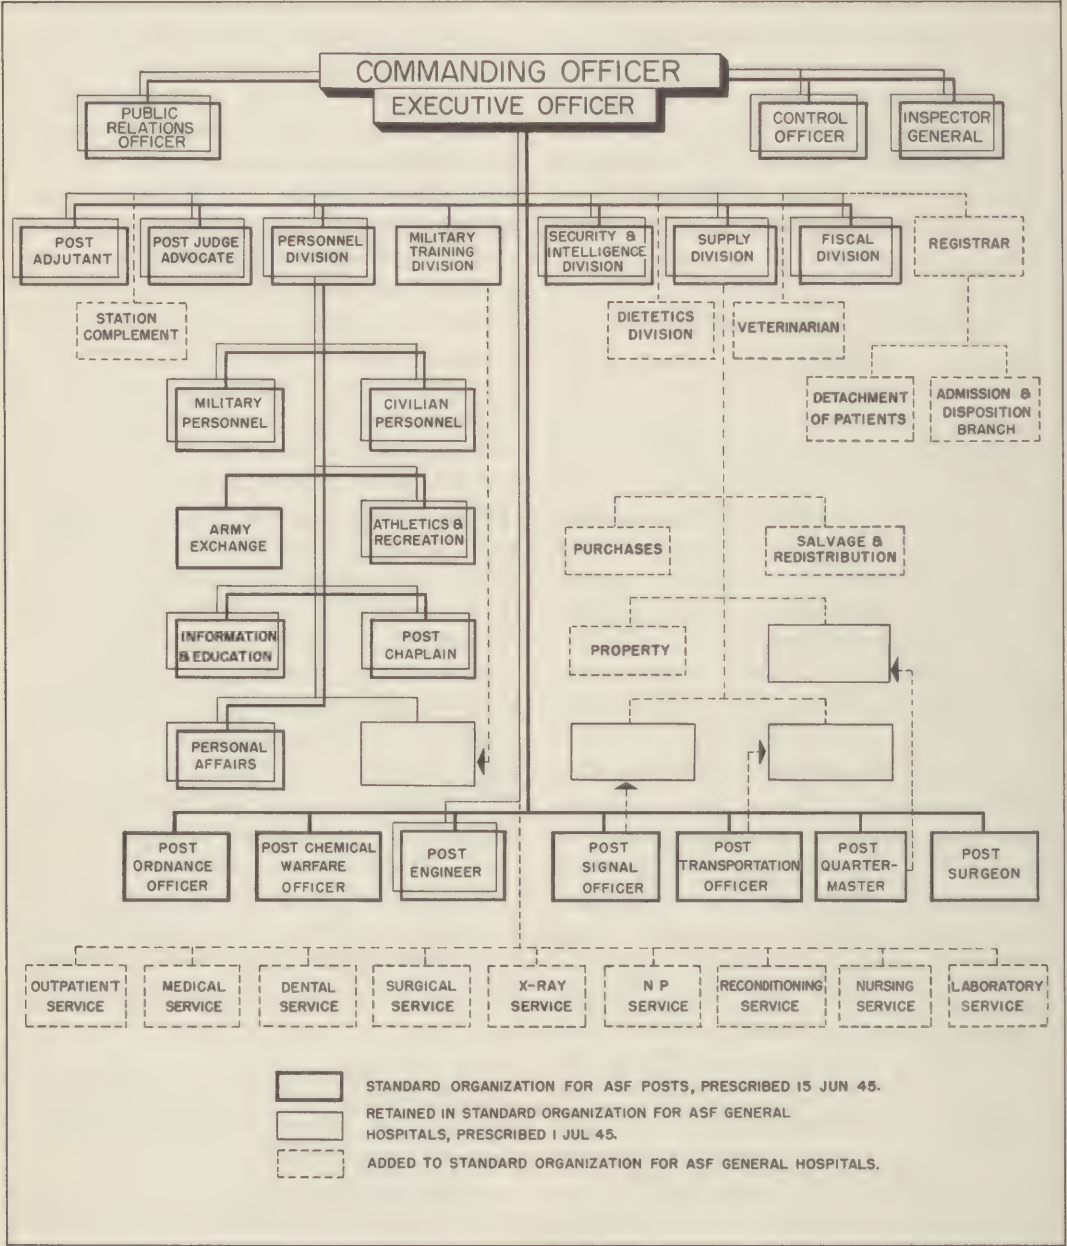 COMMANDING OFFICER
EXECUTIVE OFFICER
PUBLIC
RELATIONS
OFFICER
CONTROL
OFFICER
INSPECTOR
GENERAL
POST
ADJUTANT
POST JUDGE
ADVOCATE
PERSONNEL
DIVISION
MILITARY
TRAINING
DIVISION
SECURITY &
INTELLIGENCE
DIVISION
SUPPLY
DIVISION
FISCAL
DIVISION
REGISTRAR
STATION
COMPLEMENT
DIETETICS
DIVISION
VETERINARIAN
MILITARY
PERSONNEL
CIVILIAN
PERSONNEL
DETACHMENT
OF PATIENTS
ADMISSION &
DISPOSITION
BRANCH
ARMY
EXCHANGE
ATHLETICS &
RECREATION
PURCHASES
SALVAGE &
REDISTRIBUTION
INFORMATION
& EDUCATION
POST
CHAPLAIN
PROPERTY
PERSONAL
AFFAIRS
POST
ORDNANCE
OFFICER
POST CHEMICAL
WARFARE
OFFICER
POST
ENGINEER
POST
SIGNAL
OFFICER
POST
TRANSPORTATION
OFFICER
POST
QUARTER-
MASTER
POST
SURGEON
OUTPATIENT
SERVICE
MEDICAL
SERVICE
DENTAL
SERVICE
SURGICAL
SERVICE
X-RAY
SERVICE
N P
SERVICE
RECONDITIONING
SERVICE
NURSING
SERVICE
LABORATORY
SERVICE
STANDARD ORGANIZATION FOR ASF POSTS, PRESCRIBED 15 JUN 45.
RETAINED IN STANDARD ORGANIZATION FOR ASF GENERAL
HOSPITALS, PRESCRIBED 1 JUL 45.
ADDED TO STANDARD ORGANIZATION FOR ASF GENERAL HOSPITALS.